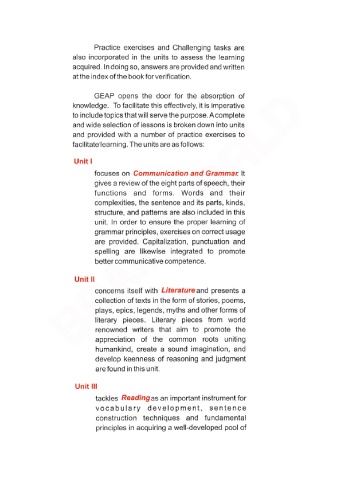 Practice exercises and Challenging tasks are
also incorporated in the units to assess the learning
acquired. In doing so, answers are provided and written
at the index of the book for verification.
GEAP opens the door for the absorption of
knowledge. To facilitate this effectively, it is imperative
to include topics that will serve the purpose. A complete
and wide selection of lessons is broken down into units
and provided with a number of practice exercises to
facilitate learning. The units are as follows:
Unit I
focuses on Communication and Grammar. It
gives a review of the eight parts of speech, their
functions and forms. Words and their
complexities, the sentence and its parts, kinds,
structure, and patterns are also included in this
unit. In order to ensure the proper learning of
grammar principles, exercises on correct usage
are provided. Capitalization, punctuation and
spelling are likewise integrated to promote
better communicative competence.
Unit II
concerns itself with Literature and presents a
collection of texts in the form of stories, poems,
plays, epics, legends, myths and other forms of
literary pieces. Literary pieces from world
renowned writers that aim to promote the
appreciation of the common roots uniting
humankind, create a sound imagination, and
develop keenness of reasoning and judgment
are found in this unit.
Unit III
tackles Reading as an important instrument for
vocabulary development, sentence
construction techniques and fundamental
principles in acquiring a well-developed pool of